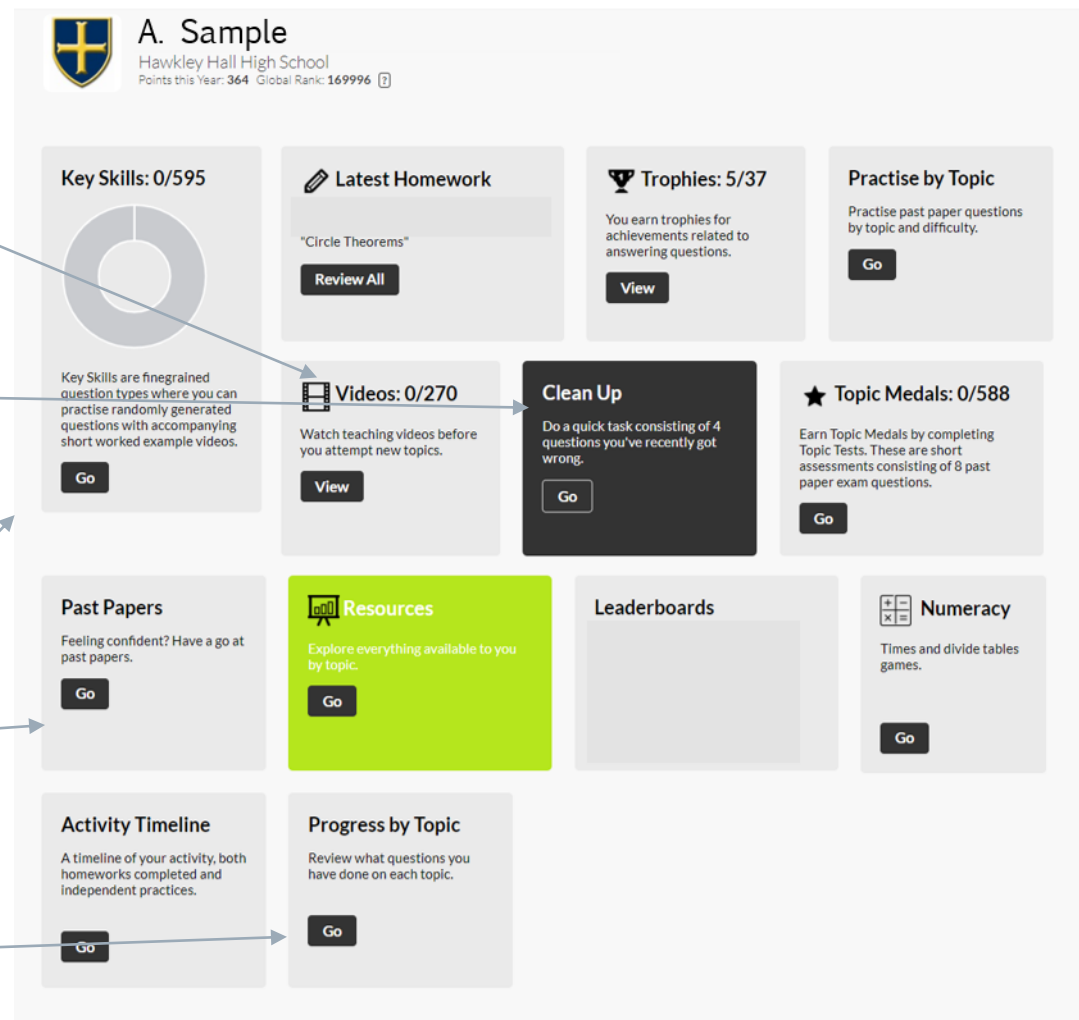 A. Sample
Hawkley Hall High School
Points this Year: 364 Global Rank: 169996 [?]
Key Skills: 0/595
Key Skills are finegrained
question types where you can
practise randomly generated
questions with accompanying
short worked example videos.
Go
Latest Homework
"Circle Theorems"
Review All
Trophies: 5/37
You earn trophies for
achievements related to
answering questions.
View
Practise by Topic
Practise past paper questions
by topic and difficulty.
Go
Videos: 0/270
Watch teaching videos before
you attempt new topics.
View
Clean Up
Do a quick task consisting of 4
questions you've recently got
wrong.
Go
Topic Medals: 0/588
Earn Topic Medals by completing
Topic Tests. These are short
assessments consisting of 8 past
paper exam questions.
Go
Past Papers
Feeling confident? Have a go at
past papers.
Go
Resources
Explore everything available to you
by topic.
Go
Leaderboards
Numeracy
Times and divide tables
games.
Go
Activity Timeline
A timeline of your activity, both
homeworks completed and
independent practices.
Go
Progress by Topic
Review what questions you
have done on each topic.
Go